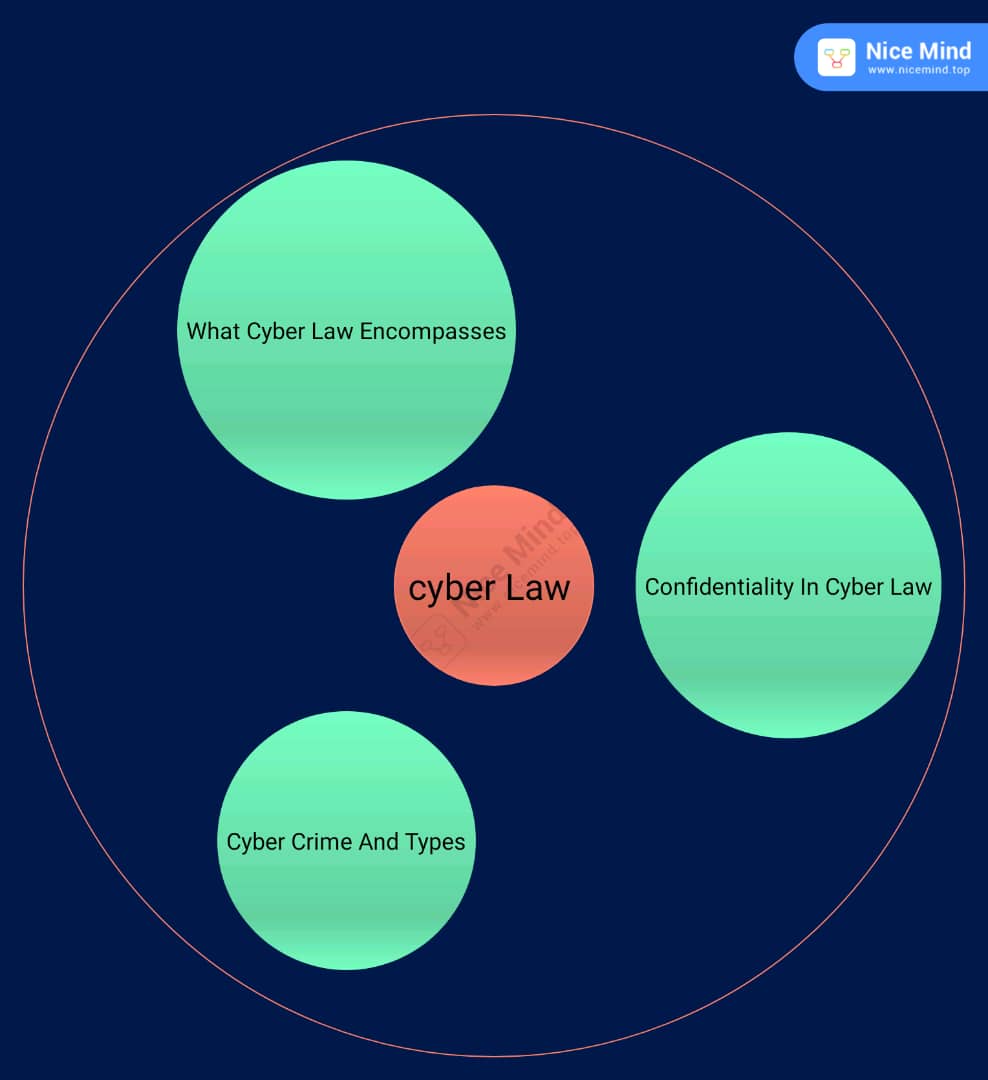 Nice Mind
www.nicemind.top
What Cyber Law Encompasses
cyber Law
Nice Mind
www.nicemind.top
Confidentiality In Cyber Law
Cyber Crime And Types